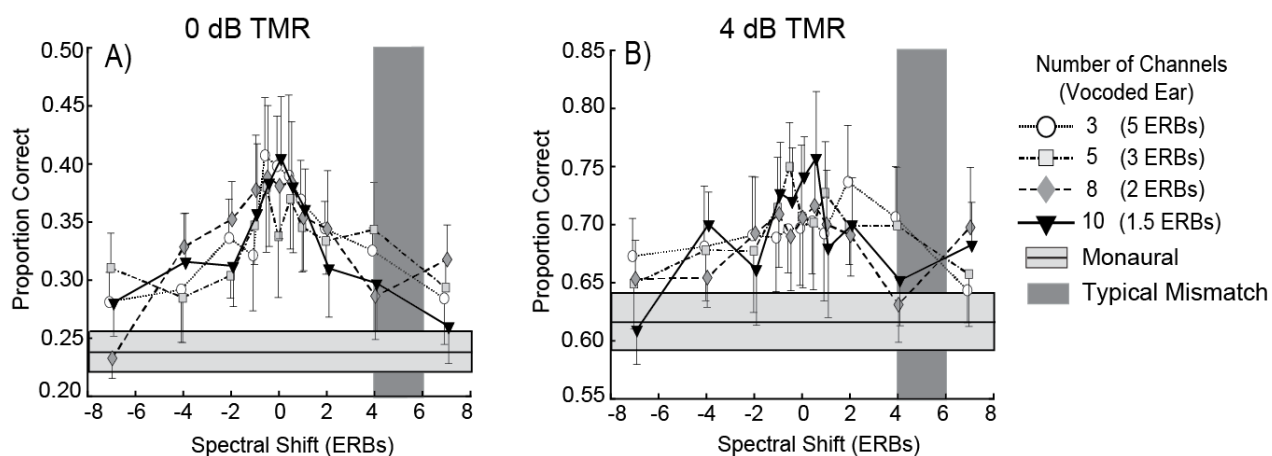 0 dB TMR
A)
Proportion Correct
0.50
0.45
0.40
0.35
0.30
0.25
0.20
-8 -6 -4 -2 0 2 4 6 8
Spectral Shift (ERBs)
4 dB TMR
B)
Proportion Correct
0.85
0.80
0.75
0.70
0.65
0.60
0.55
-8 -6 -4 -2 0 2 4 6 8
Spectral Shift (ERBs)
Number of Channels
(Vocoded Ear)
3 (5 ERBs)
5 (3 ERBs)
8 (2 ERBs)
10 (1.5 ERBs)
Monaural
Typical Mismatch